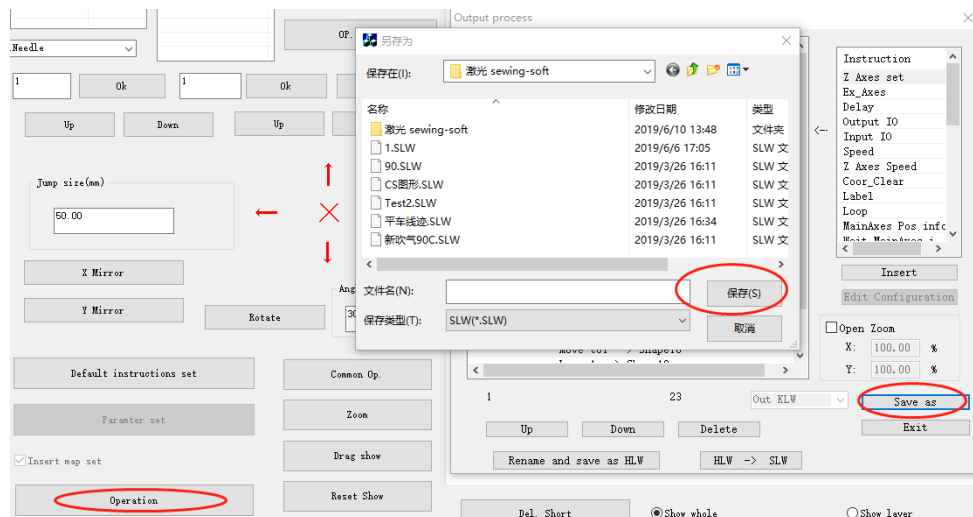 Output process
.Needle
OP.
1
Ok
1
Ok
Up
Down
Up
Jump size(mm)
50.00
X Mirror
Y Mirror
Rotate
Ang
30
Default instructions set
Paramter set
Insert map set
Operation
Common Op.
Zoom
Drag show
Reset Show
另存为
保存在(I):
激光 sewing-soft
名称
修改日期
类型
激光 sewing-soft
2019/6/10 13:48
文件夹
1.SLW
2019/6/6 17:05
SLW 文
90.SLW
2019/3/26 16:11
SLW 文
CS图形.SLW
2019/3/26 16:11
SLW 文
Test2.SLW
2019/3/26 16:11
SLW 文
平车线迹.SLW
2019/3/26 16:34
SLW 文
新吹气90C.SLW
2019/3/26 16:11
SLW 文
文件名(N):
保存(S)
保存类型(T):
SLW(*.SLW)
取消
<--
Instruction
Z Axes set
Ex_Axes
Delay
Output IO
Input IO
Speed
Z Axes Speed
Coor_Clear
Label
Loop
MainAxes Pos info
Insert
Edit Configuration
Open Zoom
X:
100.00
%
Y:
100.00
%
1
23
Out KLW
Save as
Up
Down
Delete
Exit
Rename and save as HLW
HLW -> SLW
Del. Short
Show whole
Show layer